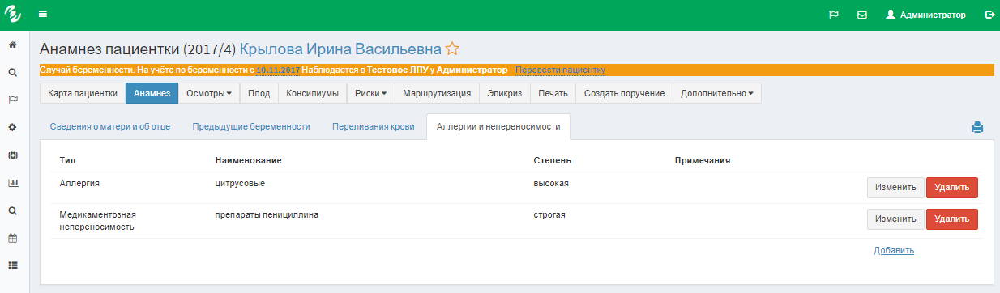 Администратор
Анамнез пациентки (2017/4) Крылова Ирина Васильевна
Случай беременности. На учёте по беременности с 10.11.2017 Наблюдается в Тестовое ЛПУ у Администратор Перевести пациентку
Карта пациентки Анамнез Осмотры Плод Консилиумы Риски Маршрутизация Эпикриз Печать Создать поручение Дополнительно
Сведения о матери и об отце Предыдущие беременности Переливания крови Аллергии и непереносимости
Тип Наименование Степень Примечания
Аллергия цитрусовые высокая Изменить Удалить
Медикаментозная препараты пенициллина строгая Изменить Удалить
непереносимость
Добавить